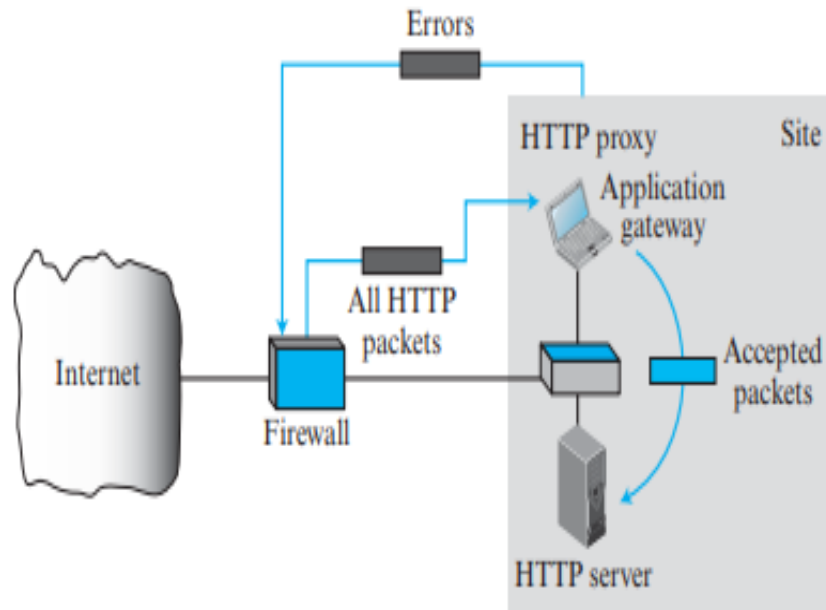 Errors
HTTP proxy
Site
Application
gateway
All HTTP
packets
Internet
Firewall
Accepted
packets
HTTP server